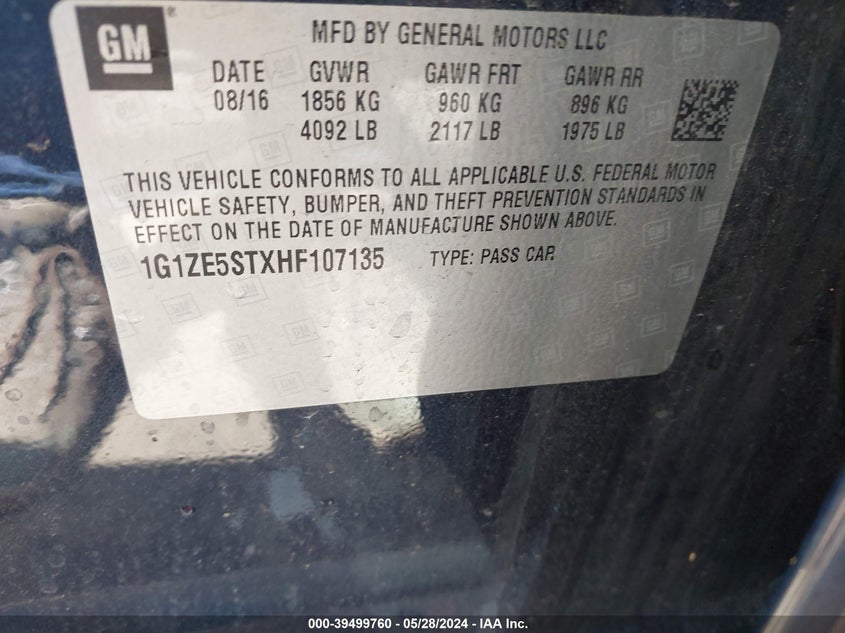 GM ®
MFD BY GENERAL MOTORS LLC
DATE GVWR GAWR FRT GAWR RR
08/16 1856 KG 960 KG 896 KG
4092 LB 2117 LB 1975 LB
THIS VEHICLE CONFORMS TO ALL APPLICABLE U.S. FEDERAL MOTOR
VEHICLE SAFETY, BUMPER, AND THEFT PREVENTION STANDARDS IN
EFFECT ON THE DATE OF MANUFACTURE SHOWN ABOVE.
1G1ZE5STXHF107135 TYPE: PASS CAR
000-39499760 - 05/28/2024 - IAA Inc.